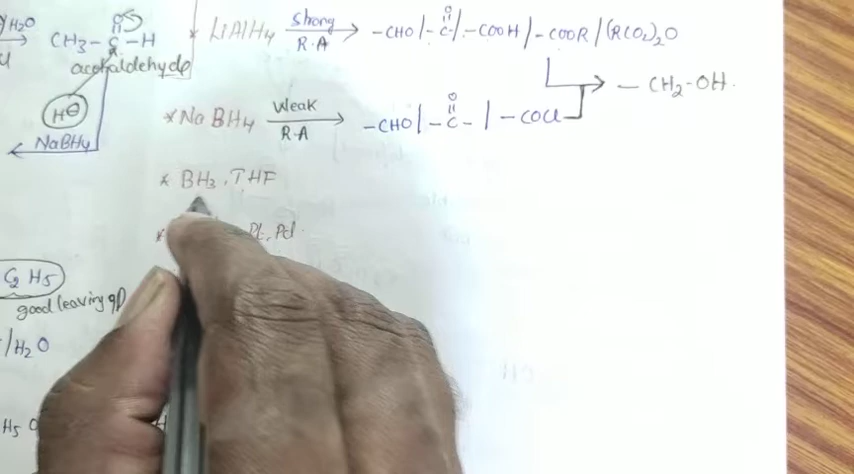 H2O
CH3-C-H
O
acetaldehyde
H⊖
NaBH4
* LiAlH4 strong R.A → -CHO/-C-/-COOH/-COOR/(RCO2)2O
O
→ -CH2-OH.
* NaBH4 Weak R.A → -CHO/-C-/-COCl
O
* BH3.THF
* Pt, Pd.
C2H5
good leaving gp
/H2O
H5 O